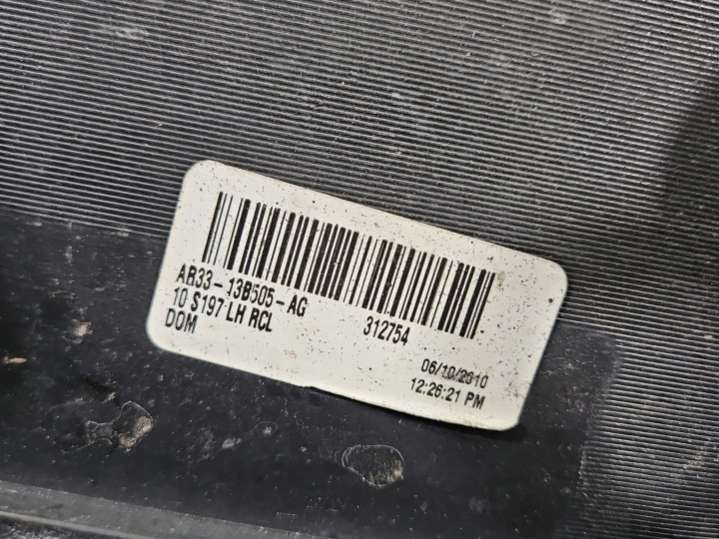 AR33-13B505-AG
312754
10 S197 LH RCL
DOM
06/10/2010
12:26:21 PM